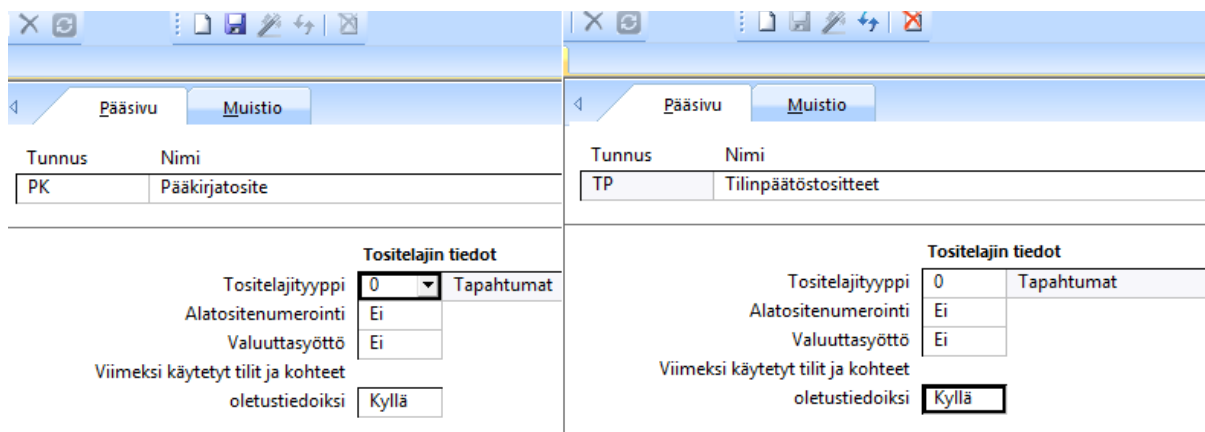 Pääsivu Muistio
Tunnus Nimi
PK Pääkirjatosite
Tositelajin tiedot
Tositelajityyppi 0 Tapahtumat
Alatositenumerointi Ei
Valuuttasyöttö Ei
Viimeksi käytetyt tilit ja kohteet
oletustiedoiksi Kyllä
Pääsivu Muistio
Tunnus Nimi
TP Tilinpäätöstositteet
Tositelajin tiedot
Tositelajityyppi 0 Tapahtumat
Alatositenumerointi Ei
Valuuttasyöttö Ei
Viimeksi käytetyt tilit ja kohteet
oletustiedoiksi Kyllä